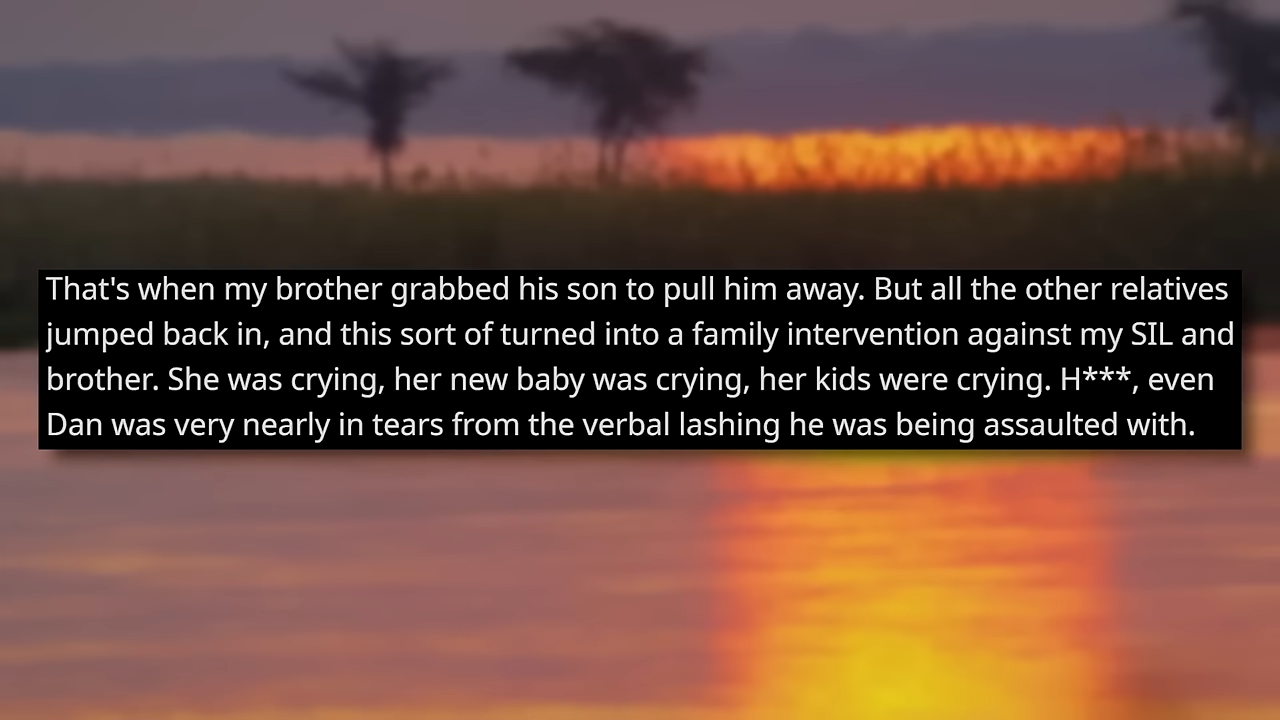 That's when my brother grabbed his son to pull him away. But all the other relatives
jumped back in, and this sort of turned into a family intervention against my SIL and
brother. She was crying, her new baby was crying, her kids were crying. H***, even
Dan was very nearly in tears from the verbal lashing he was being assaulted with.